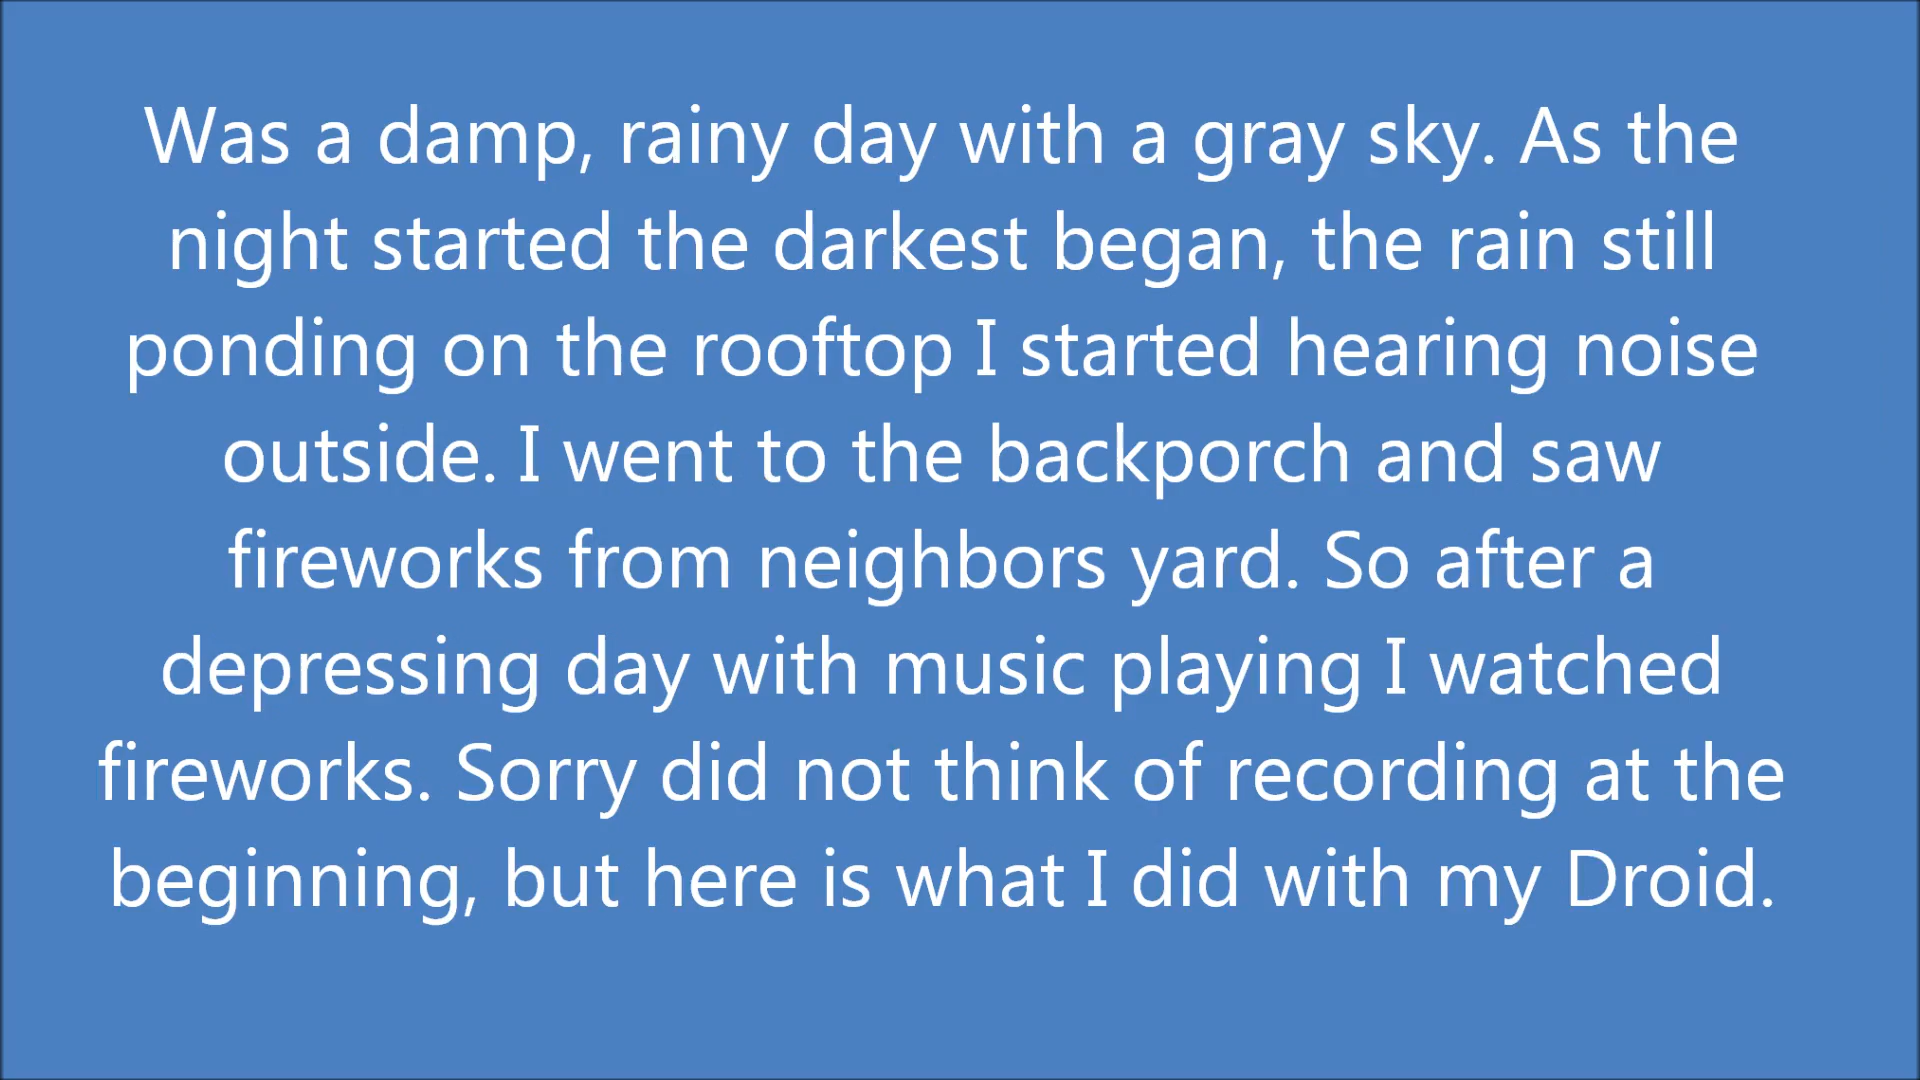 Was a damp, rainy day with a gray sky. As the
night started the darkest began, the rain still
ponding on the rooftop I started hearing noise
outside. I went to the backporch and saw
fireworks from neighbors yard. So after a
depressing day with music playing I watched
fireworks. Sorry did not think of recording at the
beginning, but here is what I did with my Droid.